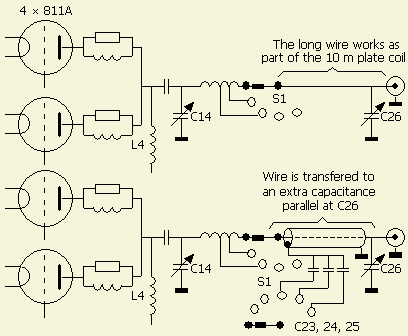 4 × 811A
The long wire works as
part of the 10 m plate coil
S1
C14
C26
L4
Wire is transfered to
an extra capacitance
parallel at C26
C14
S1
C26
L4
C23, 24, 25